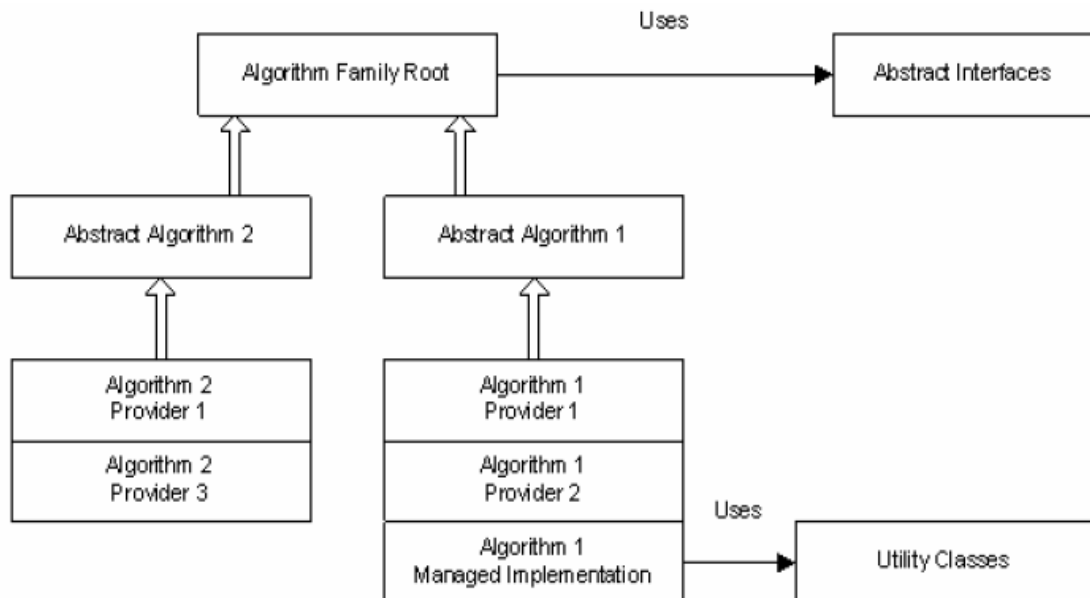 Uses
Algorithm Family Root
Abstract Interfaces
Abstract Algorithm 2
Abstract Algorithm 1
Algorithm 2
Provider 1
Algorithm 1
Provider 1
Algorithm 2
Provider 3
Algorithm 1
Provider 2
Uses
Algorithm 1
Managed Implementation
Utility Classes